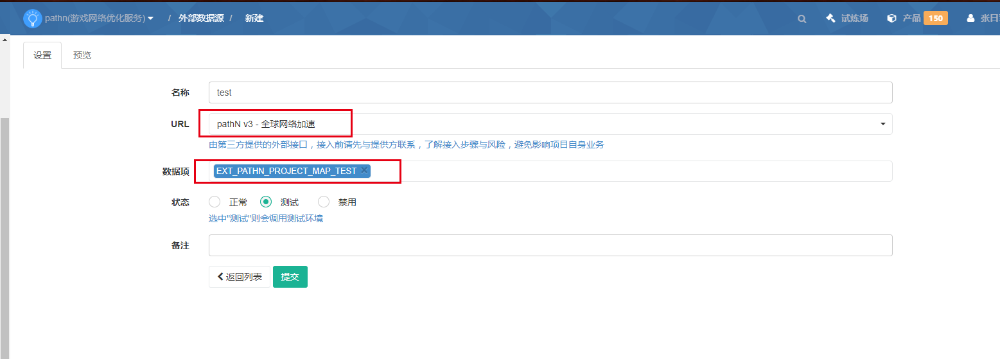 pathn(游戏网络优化服务) / 外部数据源 / 新建 试炼场 产品 150 张日
设置 预览
名称 test
URL pathN v3 - 全球网络加速
由第三方提供的外部接口，接入前请先与提供方联系，了解接入步骤与风险，避免影响项目自身业务
数据项 EXT_PATHN_PROJECT_MAP_TEST ×
状态 正常 测试 禁用
选中"测试"则会调用测试环境
备注
返回列表 提交